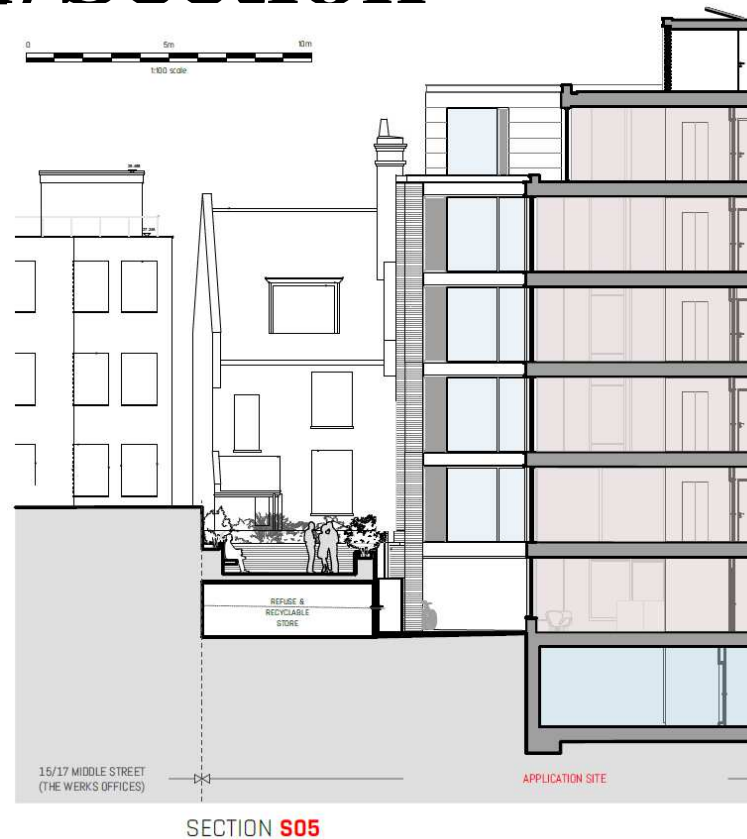 0 5m 10m
1:100 scale
REFUSE &
RECYCLABLE
STORE
15/17 MIDDLE STREET
(THE WERKS OFFICES)
APPLICATION SITE
SECTION S05